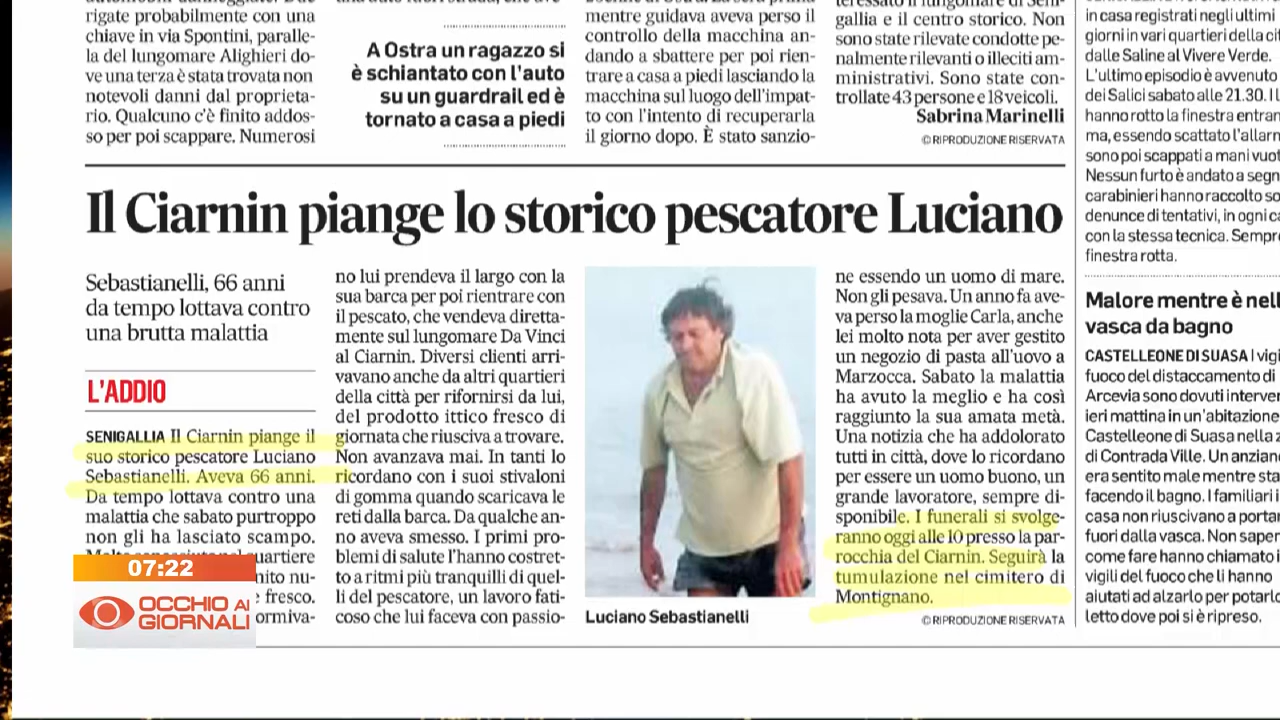 rigate probabilmente con una
chiave in via Spontini, paralle-
la del lungomare Alighieri do-
ve una terza è stata trovata non
notevoli danni dal proprieta-
rio. Qualcuno c'è finito addos-
so per poi scappare. Numerosi
A Ostra un ragazzo si
è schiantato con l'auto
su un guardrail ed è
tornato a casa a piedi
mentre guidava aveva perso il
controllo della macchina an-
dando a sbattere per poi rien-
trare a casa a piedi lasciando la
macchina sul luogo dell'impat-
to con l'intento di recuperarla
il giorno dopo. È stato sanzio-
gallia e il centro storico. Non
sono state rilevate condotte pe-
nalmente rilevanti o illeciti am-
ministrativi. Sono state con-
trollate 43 persone e 18 veicoli.
Sabrina Marinelli
© RIPRODUZIONE RISERVATA
in casa registrati negli ultimi
giorni in vari quartieri della cit
dalle Saline al Vivere Verde.
L'ultimo episodio è avvenuto
dei Salici sabato alle 21.30. I l
hanno rotto la finestra entran
ma, essendo scattato l'allarr
sono poi scappati a mani vuot
Nessun furto è andato a segn
carabinieri hanno raccolto so
denunce di tentativi, in ogni ca
con la stessa tecnica. Sempre
finestra rotta.
Il Ciarnin piange lo storico pescatore Luciano
Sebastianelli, 66 anni
da tempo lottava contro
una brutta malattia
L'ADDIO
SENIGALLIA Il Ciarnin piange il
suo storico pescatore Luciano
Sebastianelli. Aveva 66 anni.
Da tempo lottava contro una
malattia che sabato purtroppo
non gli ha lasciato scampo.
quartiere
nito nu-
e fresco.
ormiva-
07:22
OCCHIO AI
GIORNALI
no lui prendeva il largo con la
sua barca per poi rientrare con
il pescato, che vendeva diretta-
mente sul lungomare Da Vinci
al Ciarnin. Diversi clienti arri-
vavano anche da altri quartieri
della città per rifornirsi da lui,
del prodotto ittico fresco di
giornata che riusciva a trovare.
Non avanzava mai. In tanti lo
ricordano con i suoi stivaloni
di gomma quando scaricava le
reti dalla barca. Da qualche an-
no aveva smesso. I primi pro-
blemi di salute l'hanno costret-
to a ritmi più tranquilli di quel-
li del pescatore, un lavoro fati-
coso che lui faceva con passio-
Luciano Sebastianelli
ne essendo un uomo di mare.
Non gli pesava. Un anno fa ave-
va perso la moglie Carla, anche
lei molto nota per aver gestito
un negozio di pasta all'uovo a
Marzocca. Sabato la malattia
ha avuto la meglio e ha così
raggiunto la sua amata metà.
Una notizia che ha addolorato
tutti in città, dove lo ricordano
per essere un uomo buono, un
grande lavoratore, sempre di-
sponibile. I funerali si svolge-
ranno oggi alle 10 presso la par-
rocchia del Ciarnin. Seguirà la
tumulazione nel cimitero di
Montignano.
© RIPRODUZIONE RISERVATA
Malore mentre è nell
vasca da bagno
CASTELLEONE DI SUASA I vigi
fuoco del distaccamento di
Arcevia sono dovuti interver
ieri mattina in un'abitazione
Castelleone di Suasa nella z
di Contrada Ville. Un anziano
era sentito male mentre sta
facendo il bagno. I familiari i
casa non riuscivano a portar
fuori dalla vasca. Non saper
come fare hanno chiamato i
vigili del fuoco che li hanno
aiutati ad alzarlo per potarlo
letto dove poi si è ripreso.